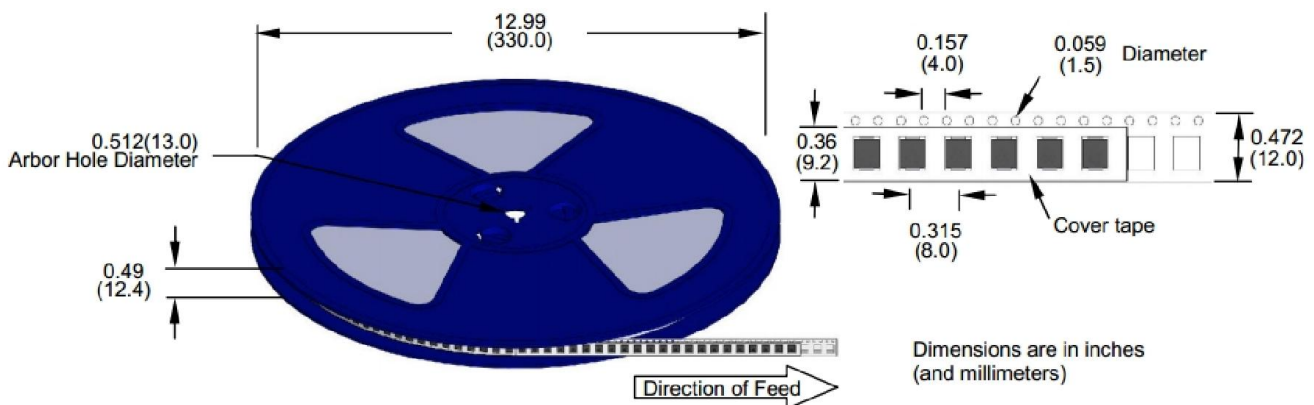 12.99
(330.0)
0.157
(4.0)
0.059
(1.5)
Diameter
0.512(13.0)
Arbor Hole Diameter
0.36
(9.2)
0.472
(12.0)
0.315
(8.0)
Cover tape
0.49
(12.4)
Dimensions are in inches
(and millimeters)
Direction of Feed